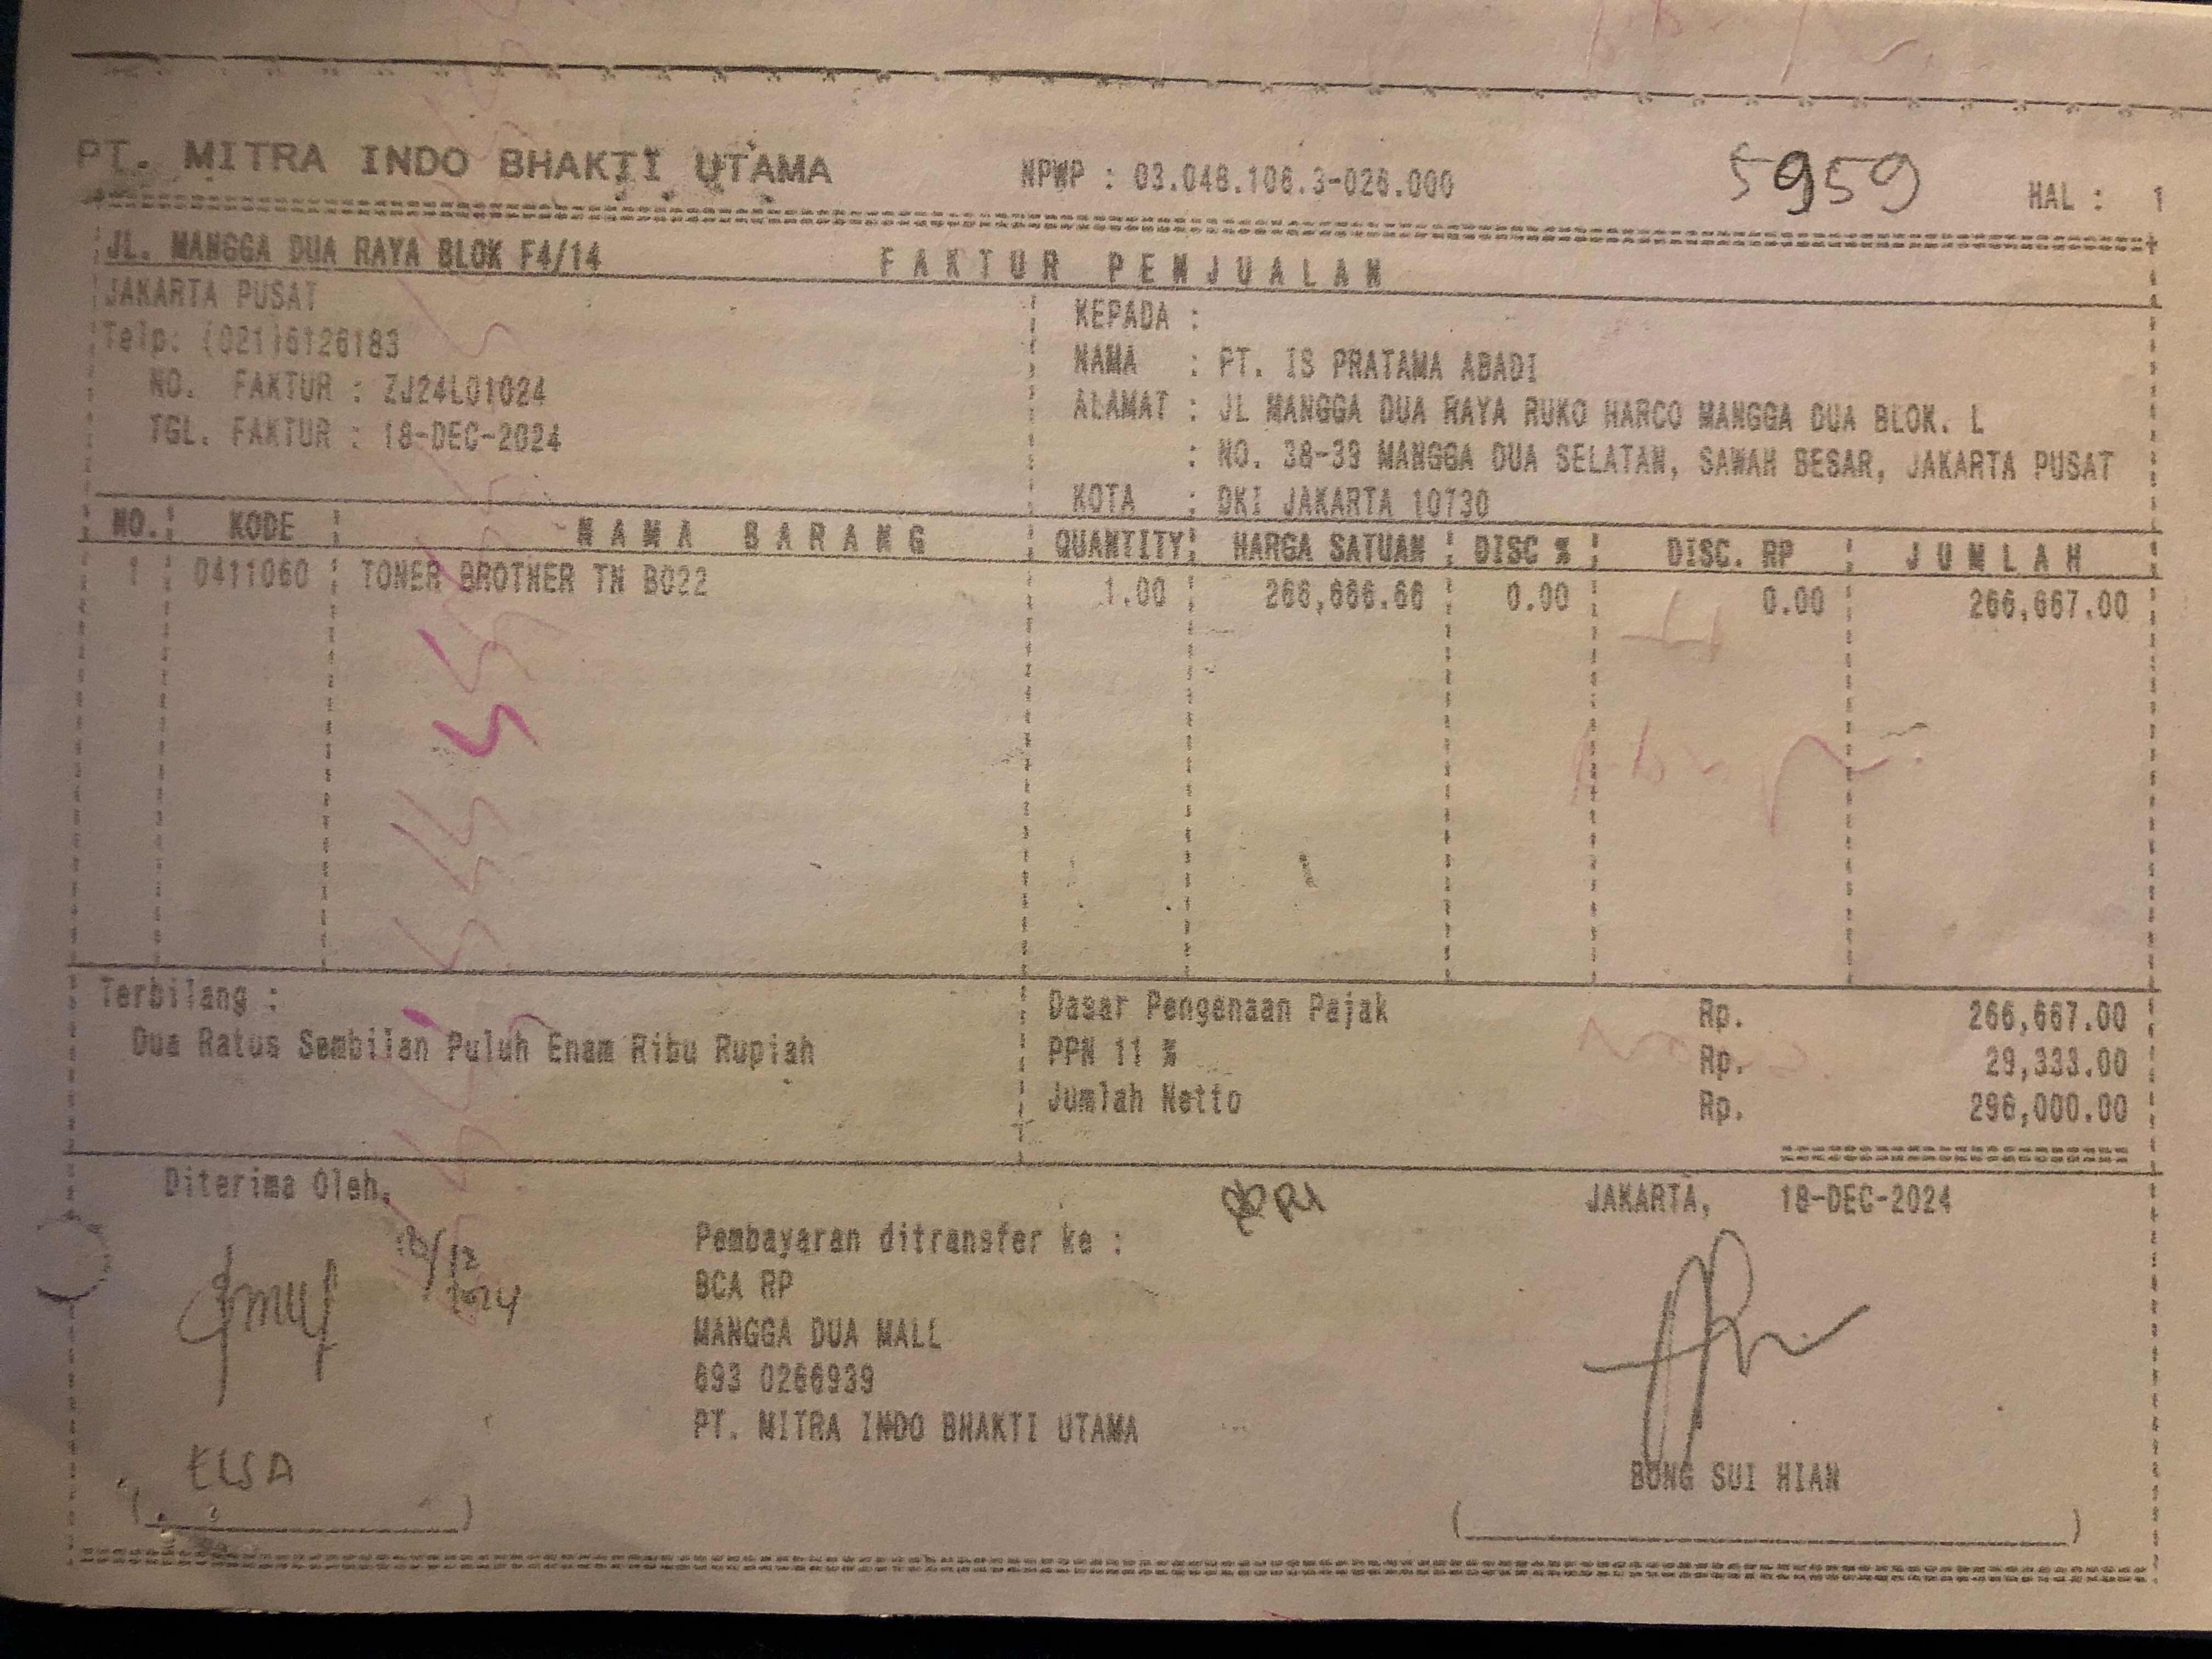 PT. MITRA INDO BHAKTI UTAMA NPWP : 03.048.106.3-026.000 5959 HAL : 1
JL. MANGGA DUA RAYA BLOK F4/14 FAKTUR PENJUALAN
JAKARTA PUSAT
Telp: (021)6126183
KEPADA :
NAMA : PT. IS PRATAMA ABADI
NO. FAKTUR : ZJ24L01024
ALAMAT : JL MANGGA DUA RAYA RUKO HARCO MANGGA DUA BLOK. L
TGL. FAKTUR : 18-DEC-2024
: NO. 38-39 MANGGA DUA SELATAN, SAWAH BESAR, JAKARTA PUSAT
KOTA : DKI JAKARTA 10730
NO. KODE NAMA BARANG QUANTITY HARGA SATUAN DISC % DISC. RP JUMLAH
1 0411060 TONER BROTHER TN B022 1.00 266,666.66 0.00 0.00 266,667.00
Terbilang :
Dua Ratus Sembilan Puluh Enam Ribu Rupiah
Dasar Pengenaan Pajak Rp. 266,667.00
PPN 11 % Rp. 29,333.00
Jumlah Netto Rp. 296,000.00
Diterima Oleh,
JAKARTA, 18-DEC-2024
18/12 2024
Pembayaran ditransfer ke :
BCA RP
MANGGA DUA MALL
693 0266939
PT. MITRA INDO BHAKTI UTAMA
ELSA
BONG SUI HIAN